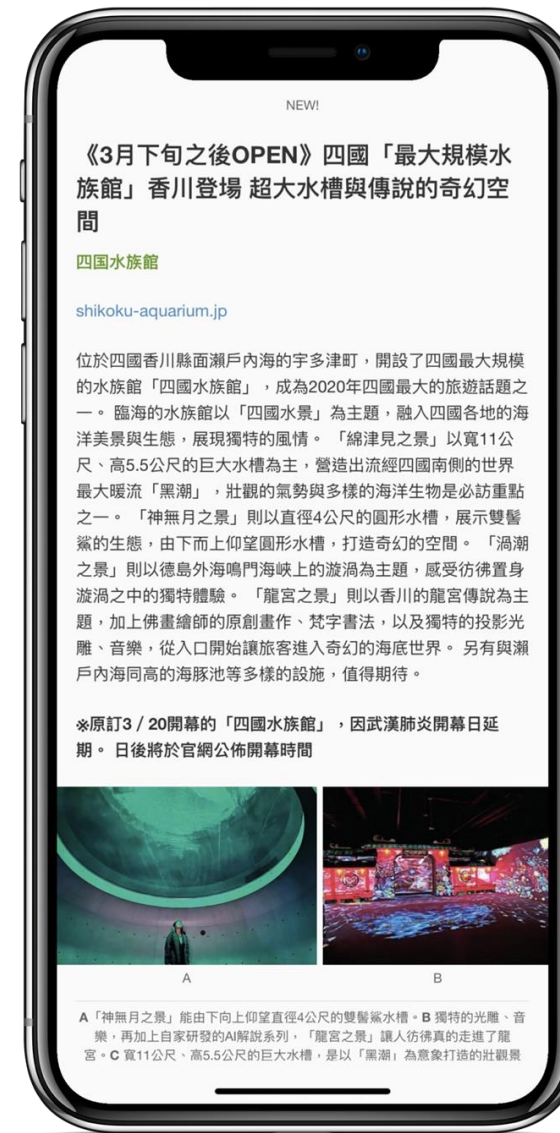 NEW!
《3月下旬之後OPEN》四國「最大規模水
族館」香川登場 超大水槽與傳說的奇幻空
間
四国水族館
shikoku-aquarium.jp
位於四國香川縣面瀨戶內海的宇多津町，開設了四國最大規模
的水族館「四國水族館」，成為2020年四國最大的旅遊話題之
一。 臨海的水族館以「四國水景」為主題，融入四國各地的海
洋美景與生態，展現獨特的風情。 「綿津見之景」以寬11公
尺、高5.5公尺的巨大水槽為主，營造出流經四國南側的世界
最大暖流「黑潮」，壯觀的氣勢與多樣的海洋生物是必訪重點
之一。 「神無月之景」則以直徑4公尺的圓形水槽，展示雙髻
鯊的生態，由下而上仰望圓形水槽，打造奇幻的空間。 「渦潮
之景」則以德島外海鳴門海峽上的漩渦為主題，感受彷彿置身
漩渦之中的獨特體驗。 「龍宮之景」則以香川的龍宮傳說為主
題，加上佛畫繪師的原創畫作、梵字書法，以及獨特的投影光
雕、音樂，從入口開始讓旅客進入奇幻的海底世界。 另有與瀨
戶內海同高的海豚池等多樣的設施，值得期待。
※原訂3 / 20開幕的「四國水族館」，因武漢肺炎開幕日延
期。 日後將於官網公佈開幕時間
A
B
A「神無月之景」能由下向上仰望直徑4公尺的雙髻鯊水槽。B 獨特的光雕、音
樂，再加上自家研發的AI解說系列，「龍宮之景」讓人彷彿真的走進了龍
宮。C 寬11公尺、高5.5公尺的巨大水槽，是以「黑潮」為意象打造的壯觀景